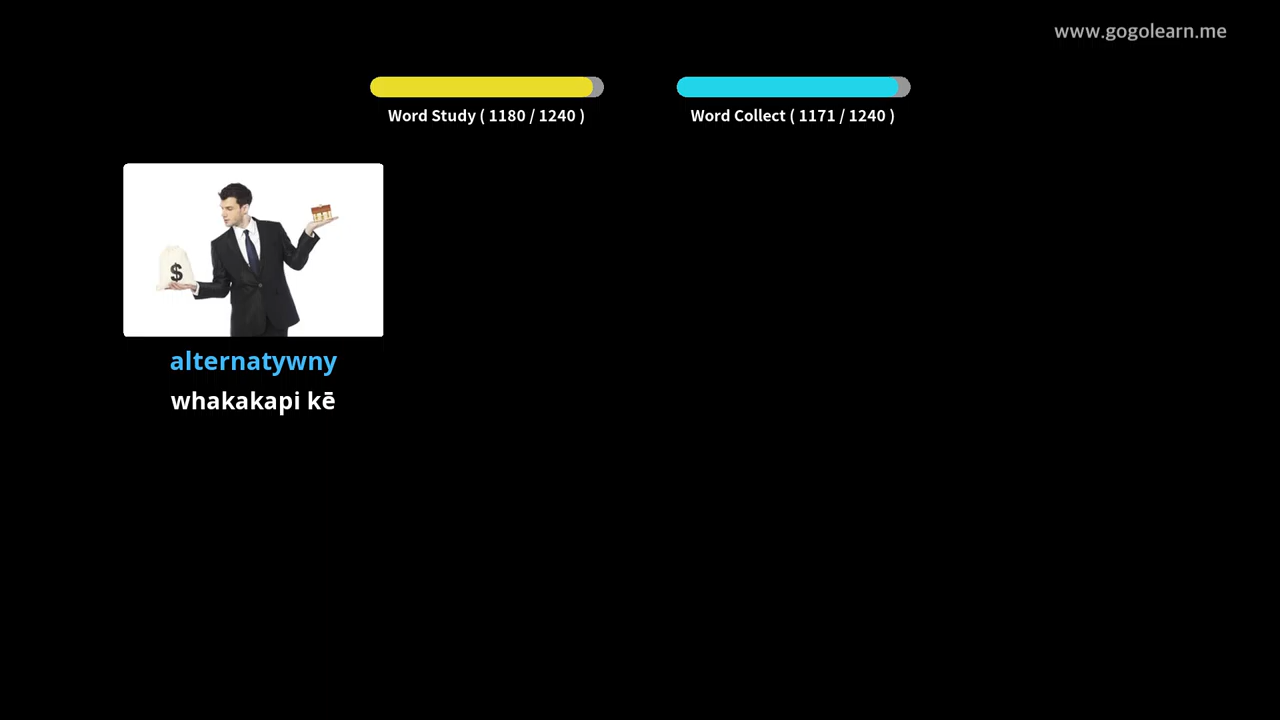 www.gogolearn.me
Word Study ( 1180 / 1240 )
Word Collect ( 1171 / 1240 )
$
alternatywny
whakakapi kē